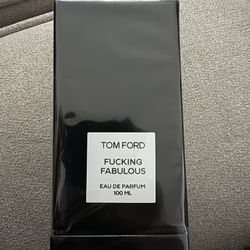 TOM FORD
FUCKING
FABULOUS
EAU DE PARFUM
100 ML